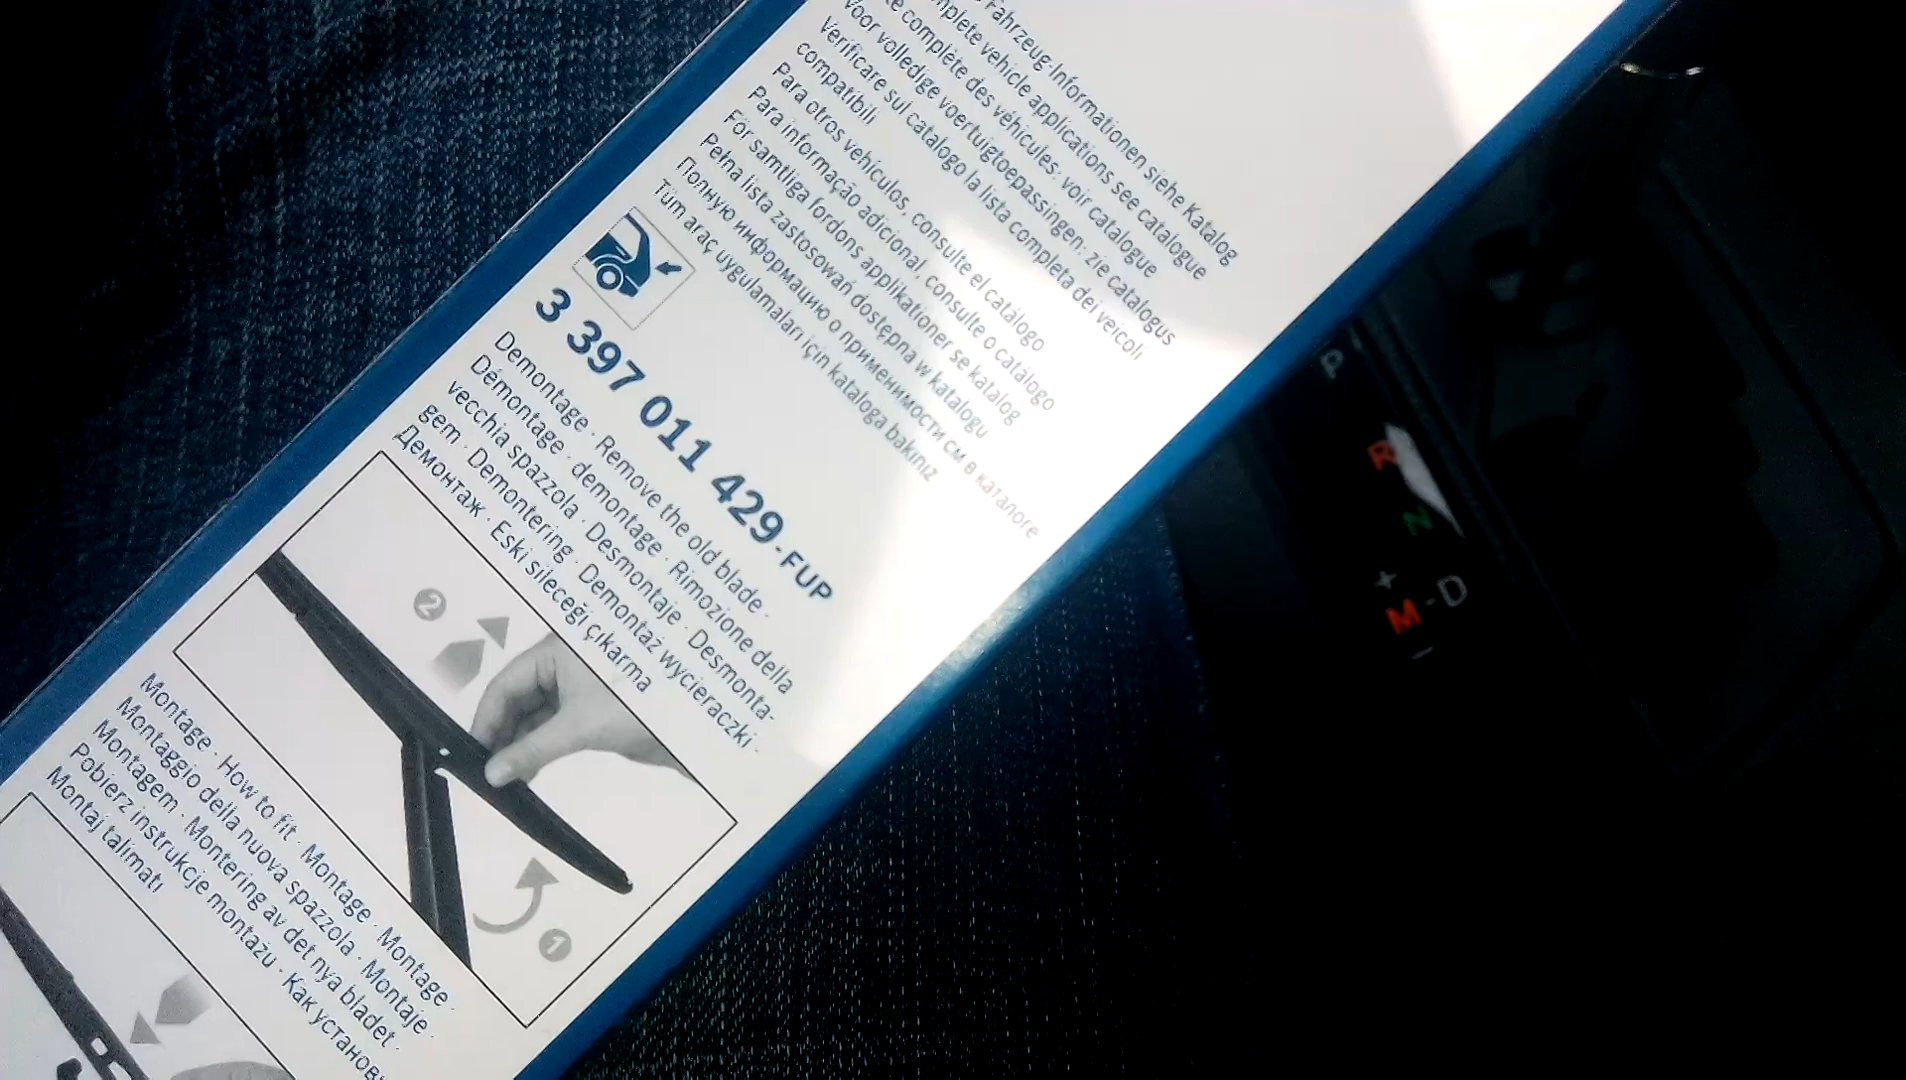 Fahrzeug-Informationen siehe Katalog
complete vehicle applications see catalogue
complète des véhicules: voir catalogue
Voor volledige voertuigtoepassingen: zie catalogus
Verificare sul catalogo la lista completa dei veicoli
compatibili
Para otros vehículos, consulte el catálogo
Para informação adicional, consulte o catálogo
För samtliga fordons applikationer se katalog
Pełna lista zastosowań dostępna w katalogu
Полную информацию о применимости см в каталоге
Tüm araç uygulamaları için kataloga bakınız
3 397 011 429-FUP
Demontage · Remove the old blade ·
Démontage · demontage · Rimozione della
vecchia spazzola · Desmontaje · Desmonta-
gem · Demontering · Demontaż wycieraczki ·
Демонтаж · Eski sileceği çıkarma
2
1
Montage · How to fit · Montage · Montage ·
Montaggio della nuova spazzola · Montaje ·
Montagem · Montering av det nya bladet ·
Pobierz instrukcje montażu · Как установ
Montaj talimatı
P
R
N
+
M-D
–